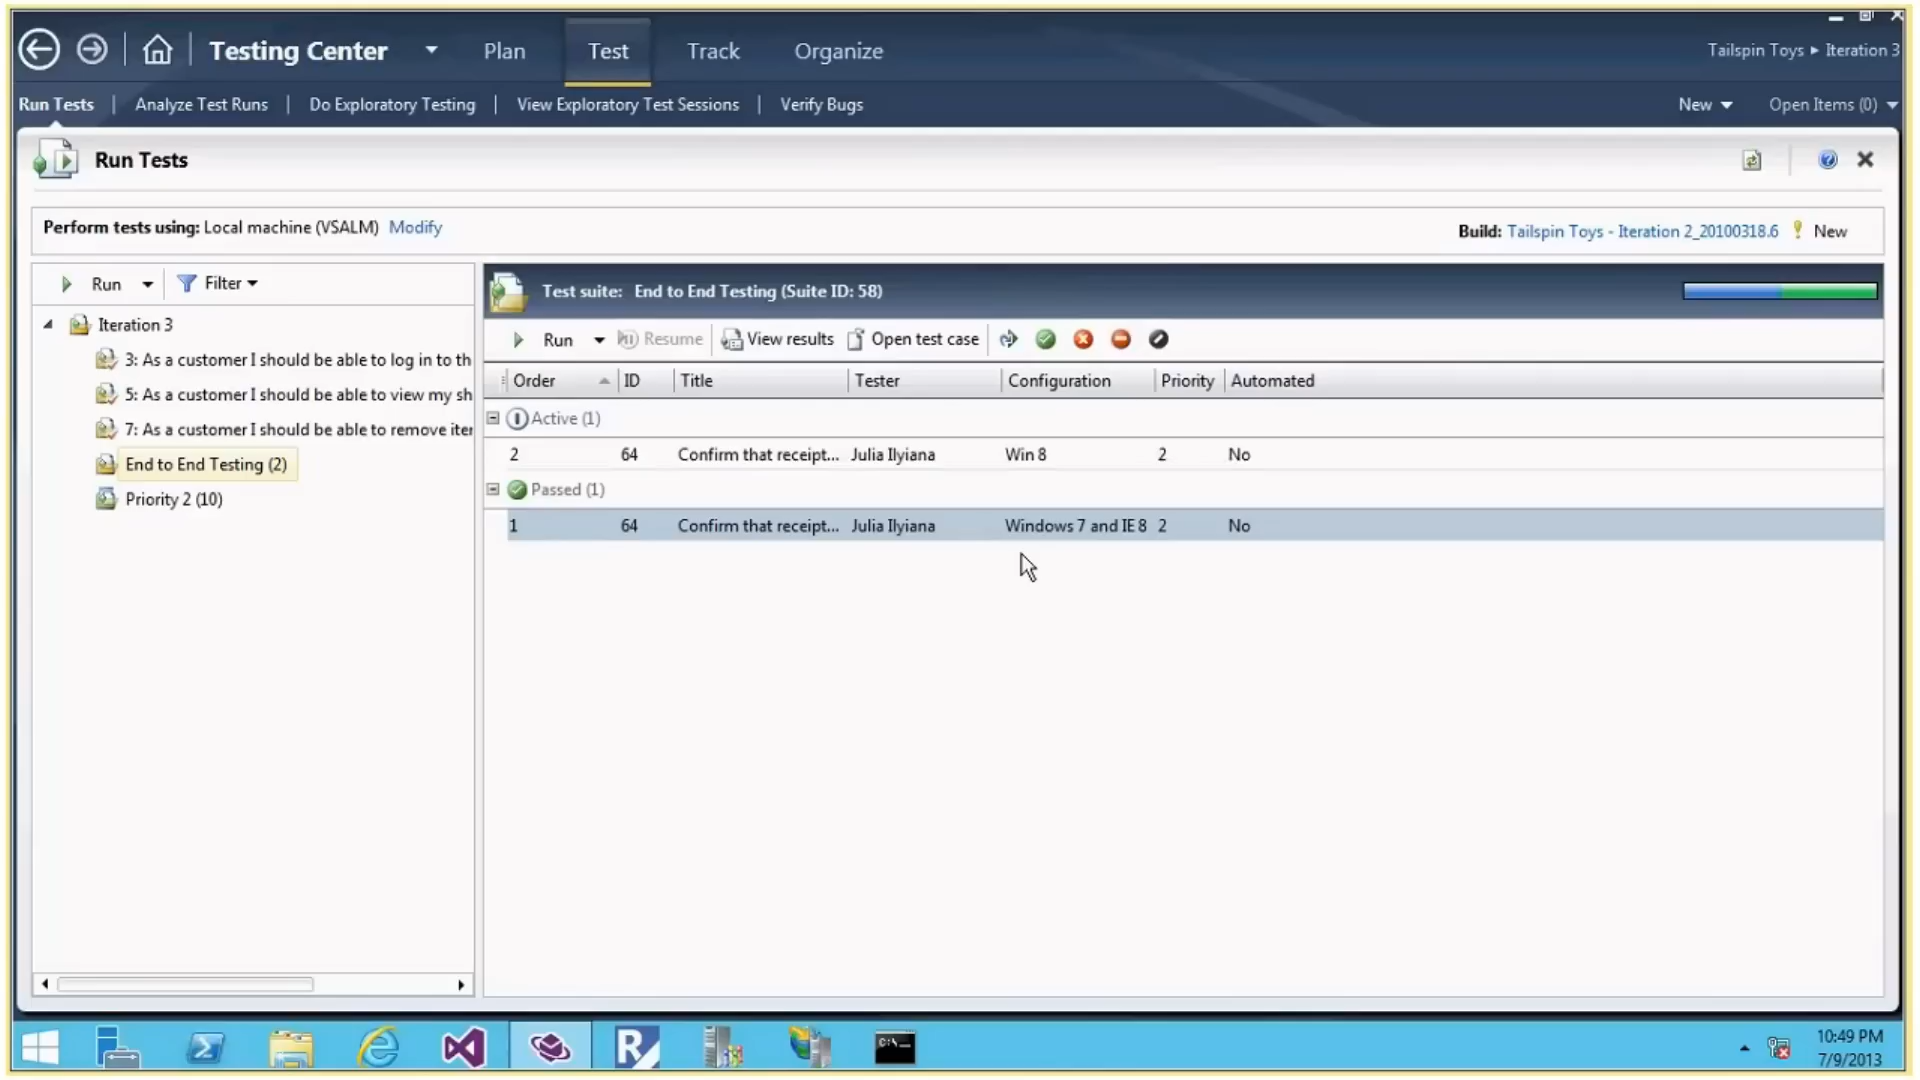 Testing Center Plan Test Track Organize Tailspin Toys ▸ Iteration 3
Run Tests | Analyze Test Runs | Do Exploratory Testing | View Exploratory Test Sessions | Verify Bugs New Open Items (0)
Run Tests
Perform tests using: Local machine (VSALM) Modify
Build: Tailspin Toys - Iteration 2_20100318.6 New
Run Filter
Iteration 3
3: As a customer I should be able to log in to th
5: As a customer I should be able to view my sh
7: As a customer I should be able to remove iter
End to End Testing (2)
Priority 2 (10)
Test suite: End to End Testing (Suite ID: 58)
Run Resume View results Open test case
Order ID Title Tester Configuration Priority Automated
Active (1)
2 64 Confirm that receipt... Julia Ilyiana Win 8 2 No
Passed (1)
1 64 Confirm that receipt... Julia Ilyiana Windows 7 and IE 8 2 No
10:49 PM
7/9/2013